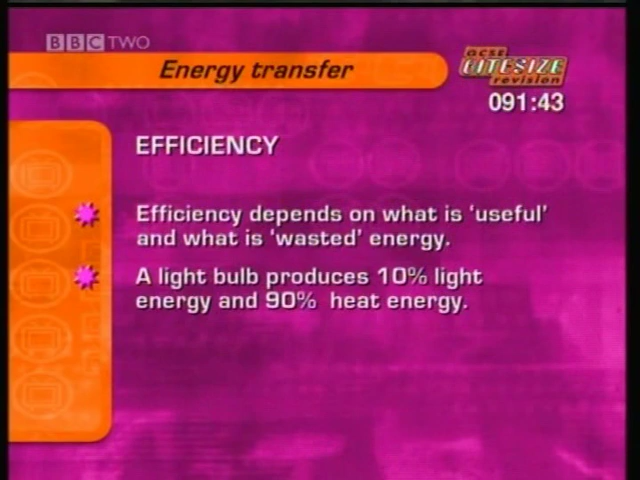 BBC TWO
Energy transfer
GCSE
BITESIZE
revision
091:43
EFFICIENCY
Efficiency depends on what is ‘useful’
and what is ‘wasted’ energy.
A light bulb produces 10% light
energy and 90% heat energy.